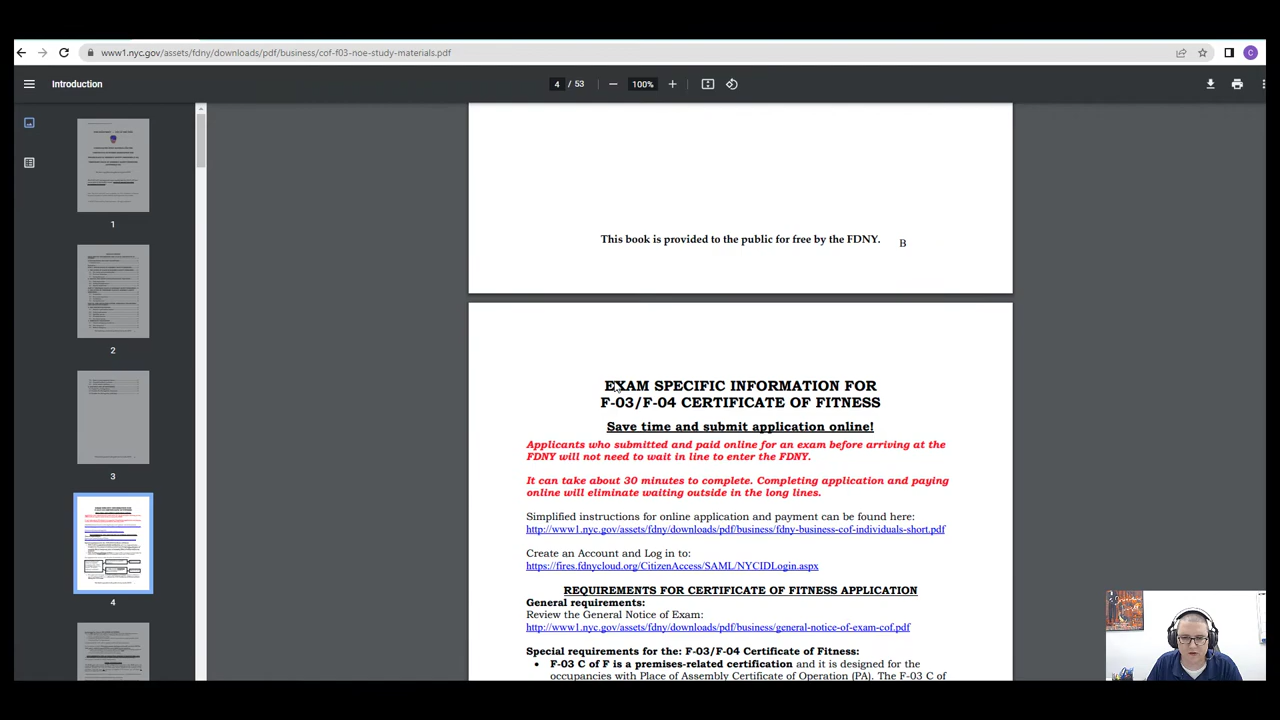 www1.nyc.gov/assets/fdny/downloads/pdf/business/cof-f03-noe-study-materials.pdf
C
Introduction
4 / 53
100%
1
2
3
4
This book is provided to the public for free by the FDNY. B
EXAM SPECIFIC INFORMATION FOR
F-03/F-04 CERTIFICATE OF FITNESS
Save time and submit application online!
Applicants who submitted and paid online for an exam before arriving at the
FDNY will not need to wait in line to enter the FDNY.
It can take about 30 minutes to complete. Completing application and paying
online will eliminate waiting outside in the long lines.
Simplified instructions for online application and payment can be found here:
http://www1.nyc.gov/assets/fdny/downloads/pdf/business/fdny-business-cof-individuals-short.pdf
Create an Account and Log in to:
https://fires.fdnycloud.org/CitizenAccess/SAML/NYCIDLogin.aspx
REQUIREMENTS FOR CERTIFICATE OF FITNESS APPLICATION
General requirements:
Review the General Notice of Exam:
http://www1.nyc.gov/assets/fdny/downloads/pdf/business/general-notice-of-exam-cof.pdf
Special requirements for the: F-03/F-04 Certificate of Fitness:
• F-03 C of F is a premises-related certification and it is designed for the
occupancies with Place of Assembly Certificate of Operation (PA). The F-03 C of